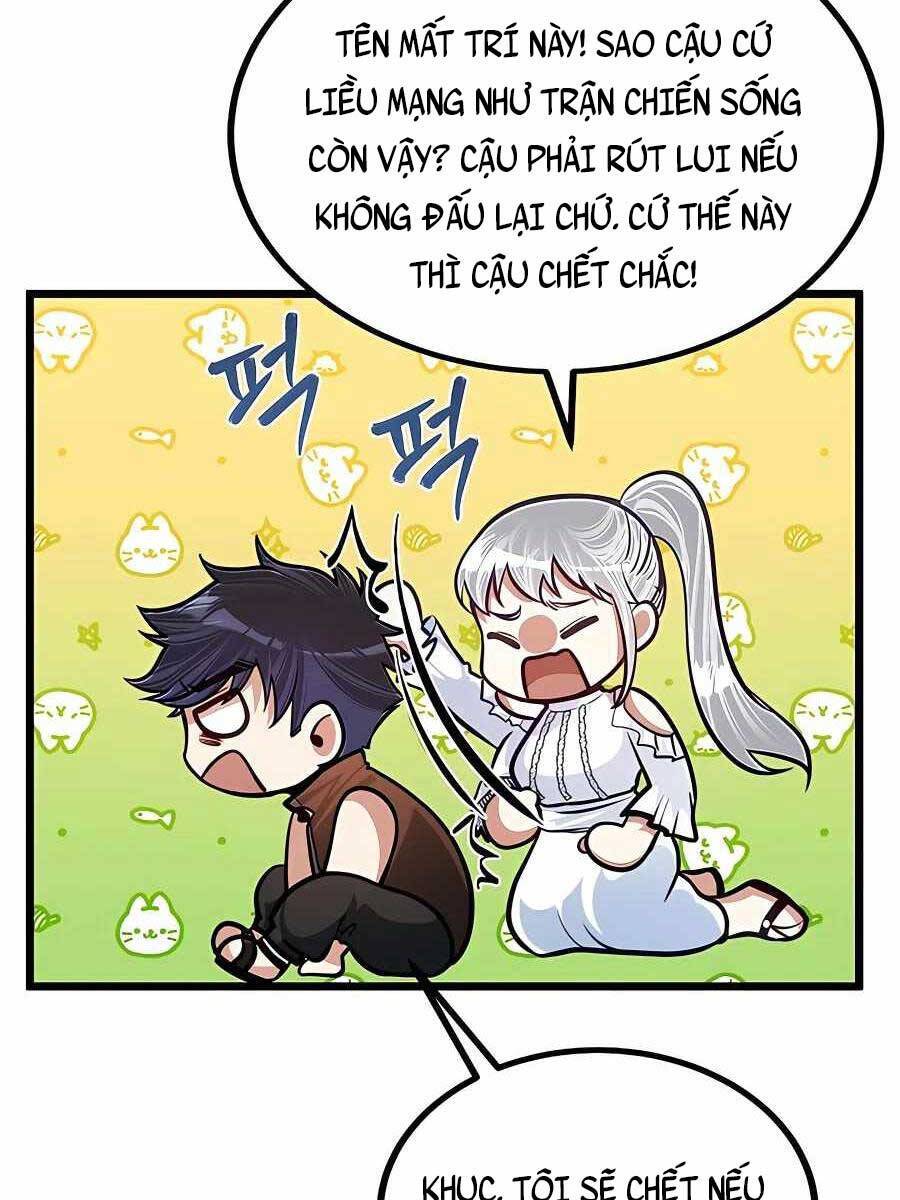 TÊN MẤT TRÍ NÀY! SAO CẬU CỨ
LIỀU MẠNG NHƯ TRẬN CHIẾN SỐNG
CÒN VẬY? CẬU PHẢI RÚT LUI NẾU
KHÔNG ĐẤU LẠI CHỨ. CỨ THẾ NÀY
THÌ CẬU CHẾT CHẮC!
퍽
퍽
KHỤC, TÔI SẼ CHẾT NẾU